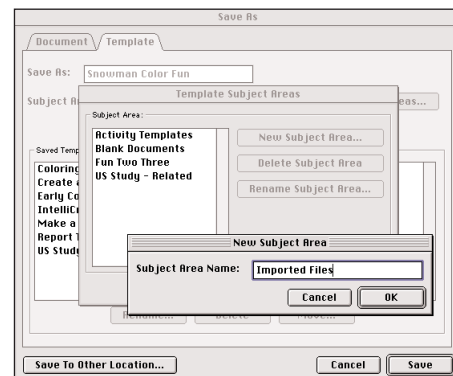 Save As
Document Template
Save As: Snowman Color Fun
Template Subject Areas
Subject A eas...
Subject Area:
Activity Templates
Blank Documents
Fun Two Three
US Study - Related
New Subject Area...
Delete Subject Area
Rename Subject Area...
Saved Temp
Coloring
Create
Early Co
IntelliC
Make a
Report
US Study
New Subject Area
Subject Area Name: Imported Files
Cancel OK
Save To Other Location... Cancel Save